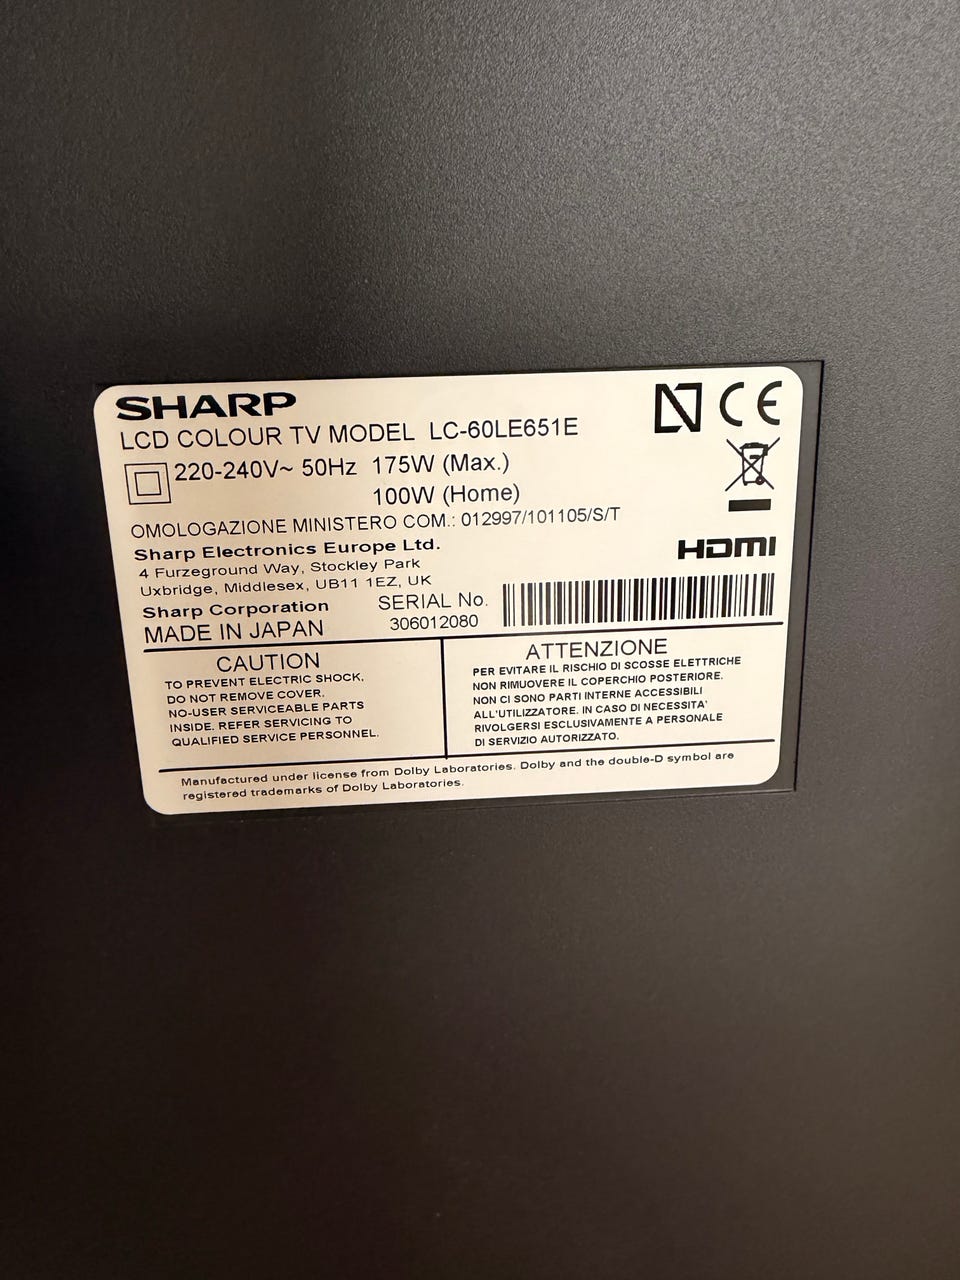 SHARP
LCD COLOUR TV MODEL LC-60LE651E
220-240V~ 50Hz 175W (Max.)
100W (Home)
OMOLOGAZIONE MINISTERO COM.: 012997/101105/S/T
Sharp Electronics Europe Ltd.
4 Furzeground Way, Stockley Park
Uxbridge, Middlesex, UB11 1EZ, UK
Sharp Corporation
MADE IN JAPAN
SERIAL No.
306012080
CE
HDMI
CAUTION
TO PREVENT ELECTRIC SHOCK,
DO NOT REMOVE COVER.
NO-USER SERVICEABLE PARTS
INSIDE. REFER SERVICING TO
QUALIFIED SERVICE PERSONNEL.
ATTENZIONE
PER EVITARE IL RISCHIO DI SCOSSE ELETTRICHE
NON RIMUOVERE IL COPERCHIO POSTERIORE.
NON CI SONO PARTI INTERNE ACCESSIBILI
ALL'UTILIZZATORE. IN CASO DI NECESSITA'
RIVOLGERSI ESCLUSIVAMENTE A PERSONALE
DI SERVIZIO AUTORIZZATO.
Manufactured under license from Dolby Laboratories. Dolby and the double-D symbol are
registered trademarks of Dolby Laboratories.